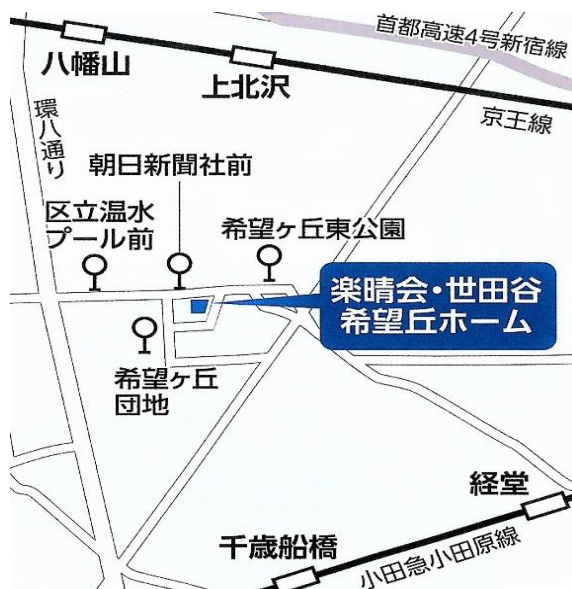 首都高速4号新宿線
八幡山
上北沢
京王線
環八通り
朝日新聞社前
区立温水
プール前
希望ヶ丘東公園
楽晴会・世田谷
希望丘ホーム
希望ヶ丘
団地
経堂
千歳船橋
小田急小田原線